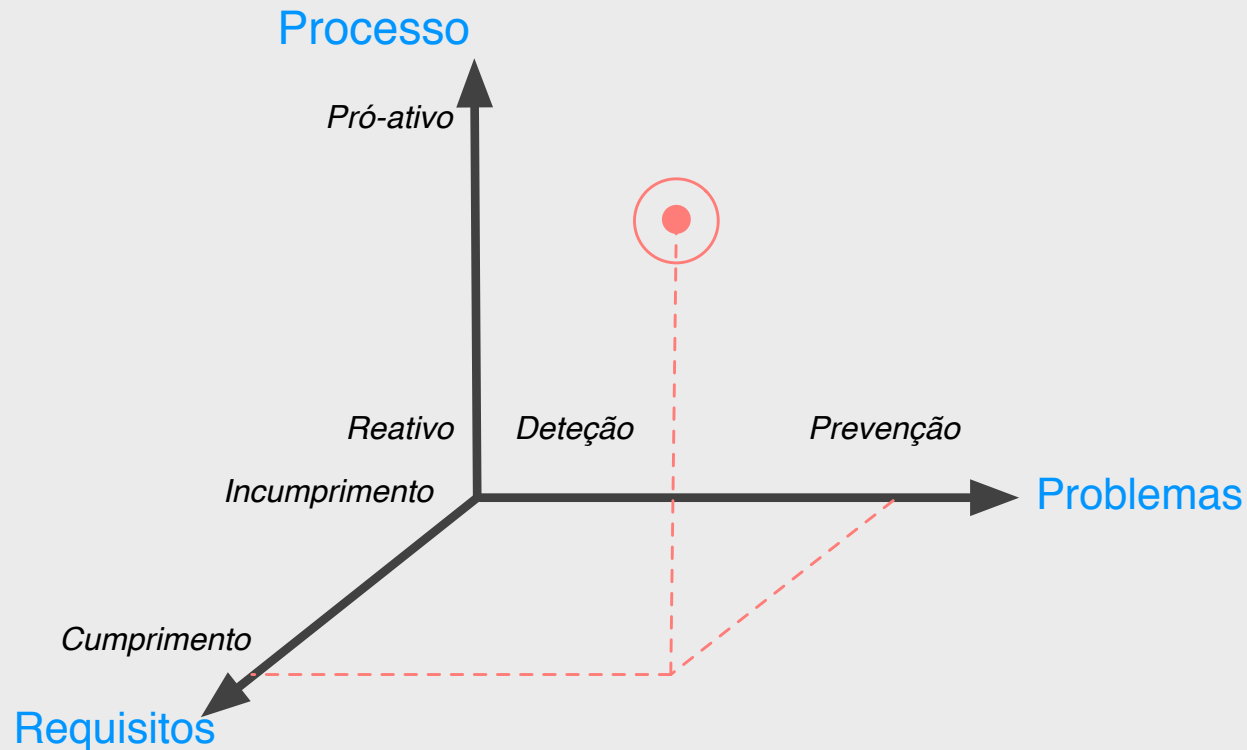 Processo
Pró-ativo
Reativo
Deteção
Prevenção
Incumprimento
Problemas
Cumprimento
Requisitos